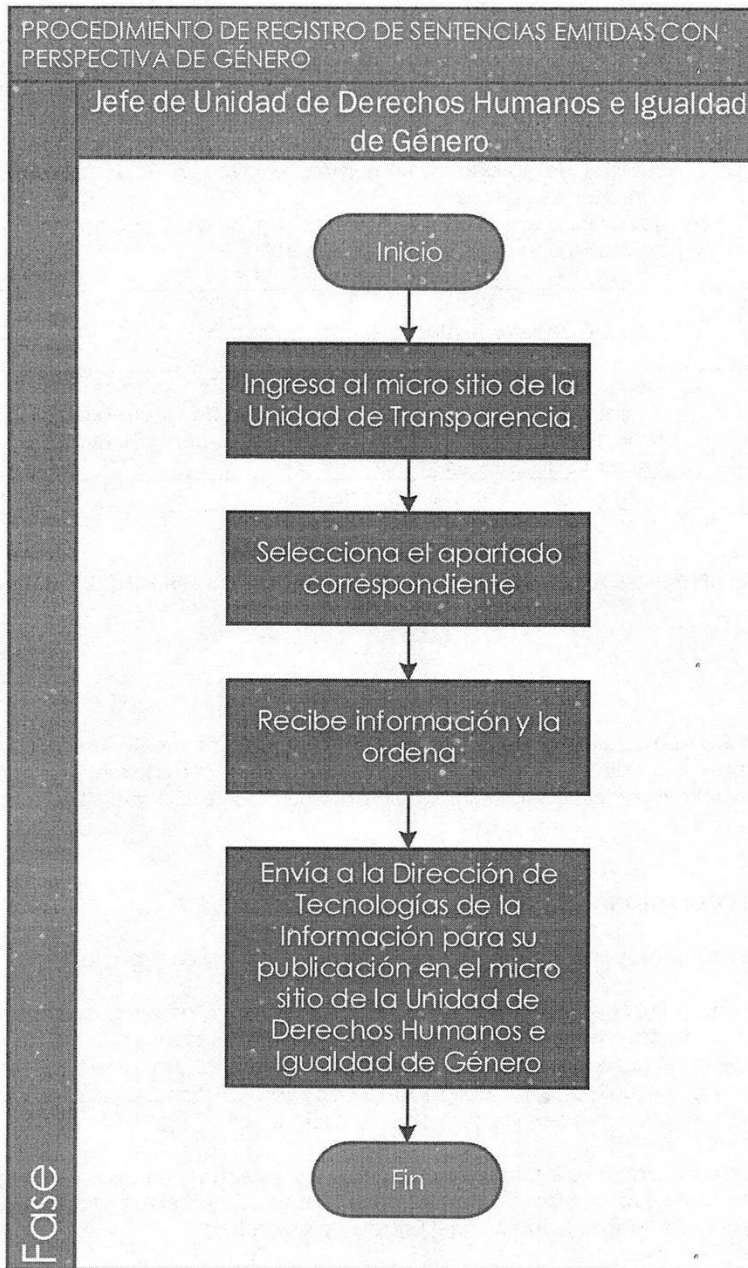 PROCEDIMIENTO DE REGISTRO DE SENTENCIAS EMITIDAS CON
PERSPECTIVA DE GÉNERO
Jefe de Unidad de Derechos Humanos e Igualdad
de Género
Inicio
Ingresa al micro sitio de la
Unidad de Transparencia
Selecciona el apartado
correspondiente
Recibe información y la
ordena
Envía a la Dirección de
Tecnologías de la
Información para su
publicación en el micro
sitio de la Unidad de
Derechos Humanos e
Igualdad de Género
Fin
Fase